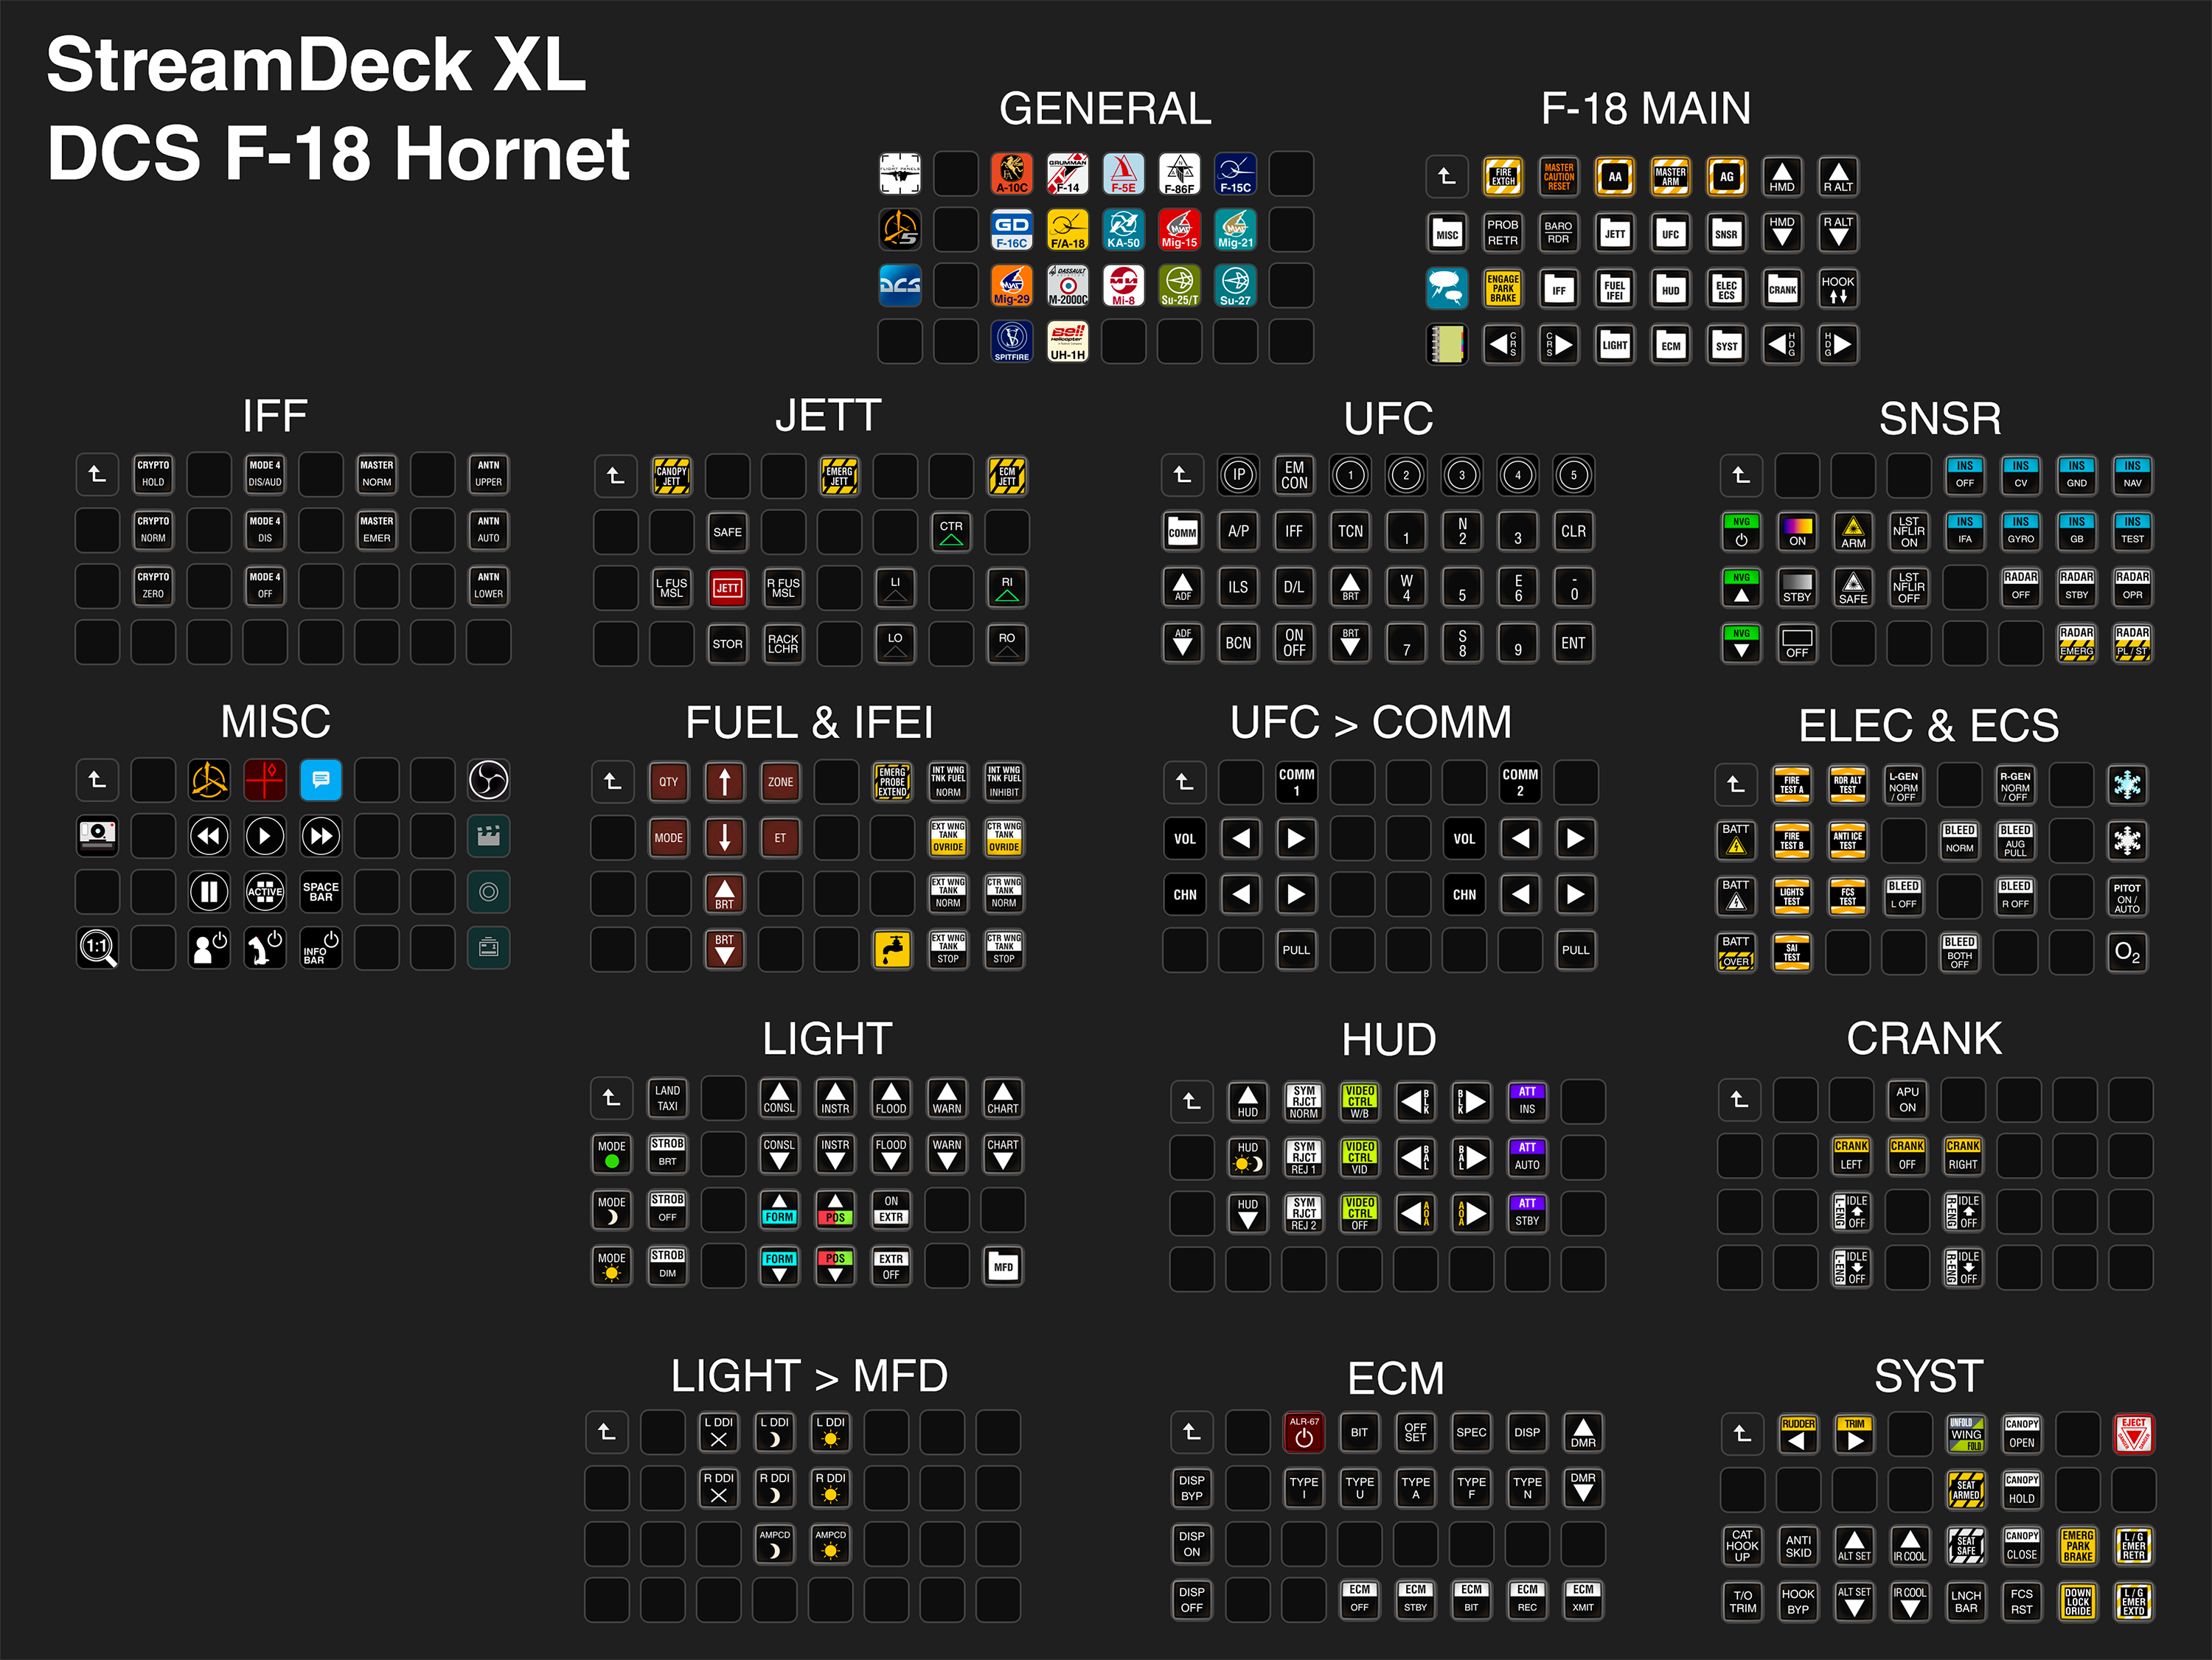 StreamDeck XL
DCS F-18 Hornet
GENERAL
A-10C GRUMMAN F-14 F-5E F-86F F-15C
5 GD F-16C F/A-18 KA-50 Mig-15 Mig-21
DCS Mig-29 DASSAULT M-2000C Mi-8 Su-25/T Su-27
SPITFIRE Bell Helicopter UH-1H
F-18 MAIN
FIRE EXTGH MASTER CAUTION RESET AA MASTER ARM AG HMD R ALT
MISC PROB RETR BARO RDR JETT UFC SNSR HMD R ALT
ENGAGE PARK BRAKE IFF FUEL IFEI HUD ELEC ECS CRANK HOOK
CRS CRS LIGHT ECM SYST HDG HDG
IFF
CRYPTO HOLD MODE 4 DIS/AUD MASTER NORM ANTN UPPER
CRYPTO NORM MODE 4 DIS MASTER EMER ANTN AUTO
CRYPTO ZERO MODE 4 OFF ANTN LOWER
JETT
CANOPY JETT EMERG JETT ECM JETT
SAFE CTR
L FUS MSL JETT R FUS MSL LI RI
STOR RACK LCHR LO RO
UFC
IP EM CON 1 2 3 4 5
COMM A/P IFF TCN 1 N 2 3 CLR
ADF ILS D/L BRT W 4 5 E 6 - 0
ADF BCN ON OFF BRT 7 S 8 9 ENT
SNSR
INS OFF INS CV INS GND INS NAV
NVG ON ARM LST NFLIR ON INS IFA INS GYRO INS GB INS TEST
NVG STBY SAFE LST NFLIR OFF RADAR OFF RADAR STBY RADAR OPR
NVG OFF RADAR EMERG RADAR PL / ST
MISC
ACTIVE SPACE BAR
1:1 INFO BAR
FUEL & IFEI
QTY ZONE EMERG PROBE EXTEND INT WNG TNK FUEL NORM INT WNG TNK FUEL INHIBIT
MODE ET EXT WNG TANK OVRIDE CTR WNG TANK OVRIDE
BRT EXT WNG TANK NORM CTR WNG TANK NORM
BRT EXT WNG TANK STOP CTR WNG TANK STOP
UFC > COMM
COMM 1 COMM 2
VOL VOL
CHN CHN
PULL PULL
ELEC & ECS
FIRE TEST A RDR ALT TEST L-GEN NORM / OFF R-GEN NORM / OFF
BATT FIRE TEST B ANTI ICE TEST BLEED NORM BLEED AUG PULL
BATT LIGHTS TEST FCS TEST BLEED L OFF BLEED R OFF PITOT ON / AUTO
BATT OVER SAI TEST BLEED BOTH OFF O2
LIGHT
LAND TAXI CONSL INSTR FLOOD WARN CHART
MODE STROB BRT CONSL INSTR FLOOD WARN CHART
MODE STROB OFF FORM POS ON EXTR
MODE STROB DIM FORM POS EXTR OFF MFD
HUD
HUD SYM RJCT NORM VIDEO CTRL W/B BLK BLK ATT INS
HUD SYM RJCT REJ 1 VIDEO CTRL VID BAL BAL ATT AUTO
HUD SYM RJCT REJ 2 VIDEO CTRL OFF AOA AOA ATT STBY
CRANK
APU ON
CRANK LEFT CRANK OFF CRANK RIGHT
L-ENG IDLE OFF R-ENG IDLE OFF
L-ENG IDLE OFF R-ENG IDLE OFF
LIGHT > MFD
L DDI L DDI L DDI
R DDI R DDI R DDI
AMPCD AMPCD
ECM
ALR-67 BIT OFF SET SPEC DISP DMR
DISP BYP TYPE I TYPE U TYPE A TYPE F TYPE N DMR
DISP ON
DISP OFF ECM OFF ECM STBY ECM BIT ECM REC ECM XMIT
SYST
RUDDER TRIM UNFOLD WING FOLD CANOPY OPEN EJECT
SEAT ARMED CANOPY HOLD
CAT HOOK UP ANTI SKID ALT SET IR COOL SEAT SAFE CANOPY CLOSE EMERG PARK BRAKE L / G EMER RETR
T/O TRIM HOOK BYP ALT SET IR COOL LNCH BAR FCS RST DOWN LOCK ORIDE L / G EMER EXTD